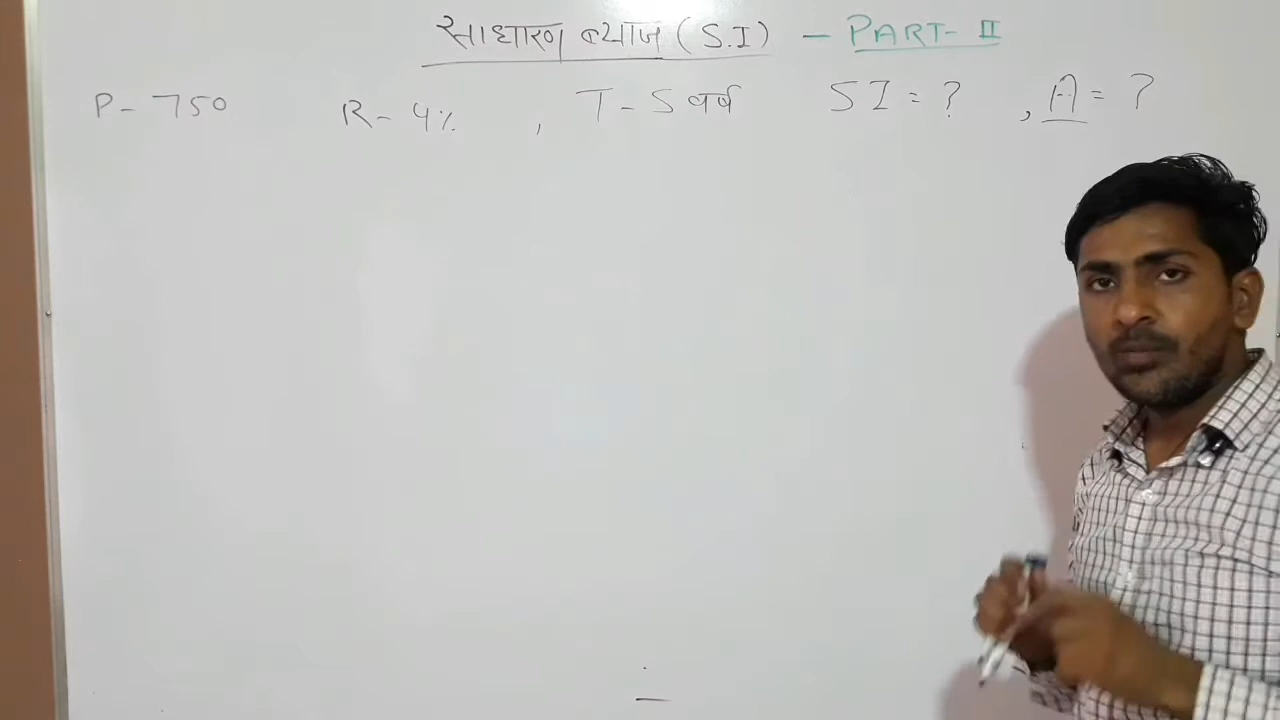 साधारण ब्याज (S.I) - PART-II
P-750 R-4% , T-5 वर्ष SI = ? , A = ?